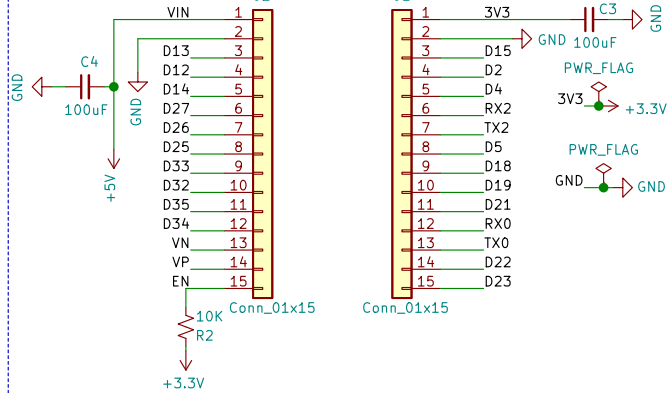 VIN 1
2
D13 3
D12 4
D14 5
D27 6
D26 7
D25 8
D33 9
D32 10
D35 11
D34 12
VN 13
VP 14
EN 15
Conn_01x15
GND
C4
100uF
GND
+5V
10K
R2
+3.3V
1 3V3
2 GND
3 D15
4 D2
5 D4
6 RX2
7 TX2
8 D5
9 D18
10 D19
11 D21
12 RX0
13 TX0
14 D22
15 D23
Conn_01x15
C3
100uF
GND
PWR_FLAG
3V3
+3.3V
PWR_FLAG
GND
GND